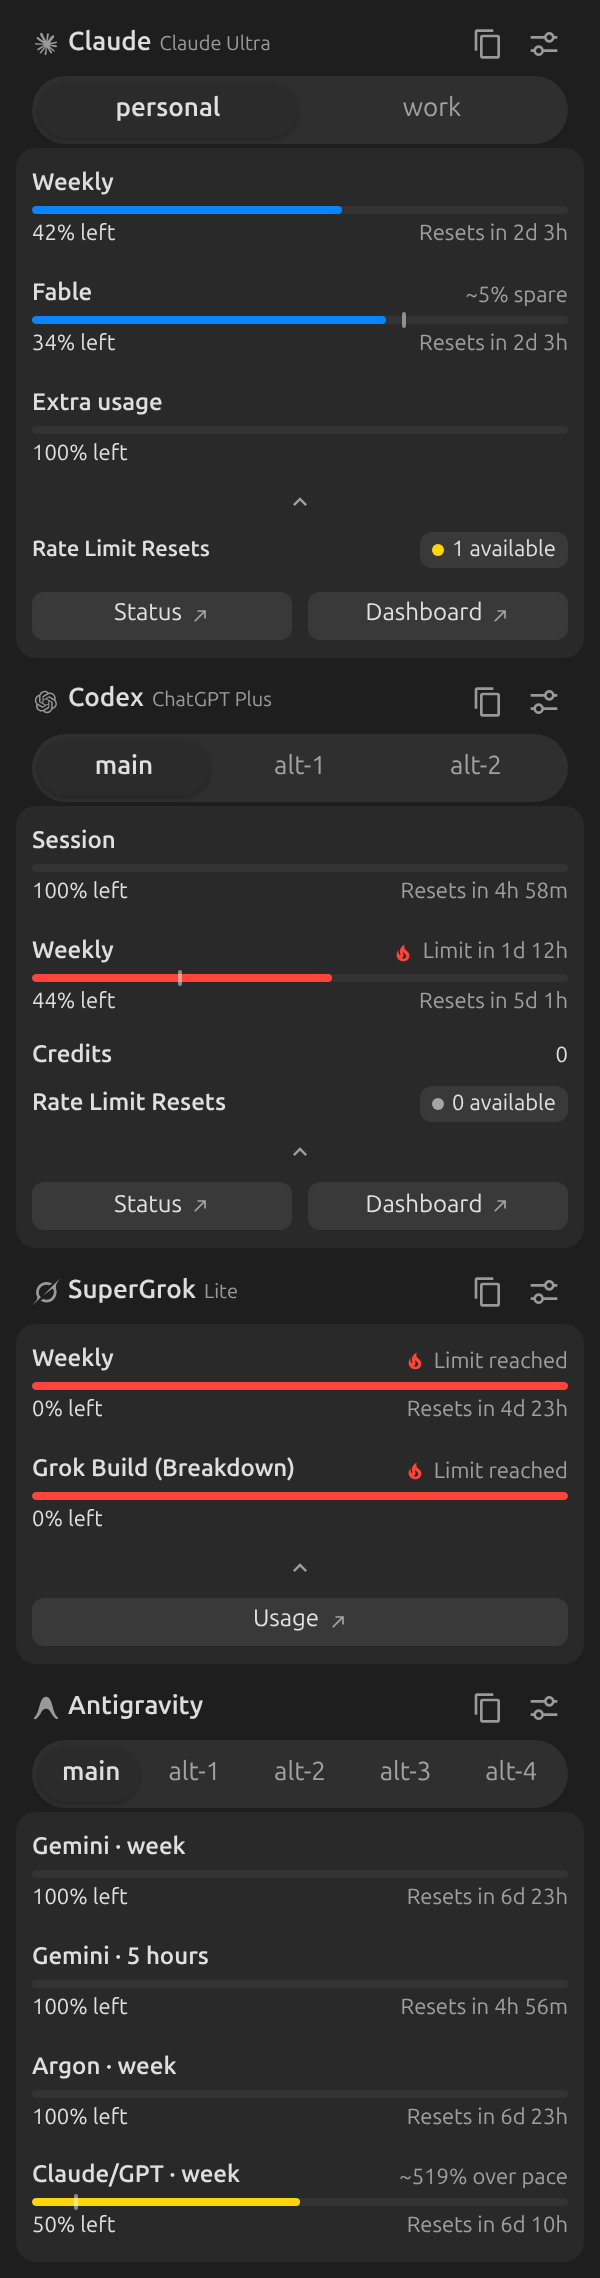 Claude Claude Ultra
personal work
Weekly
42% left Resets in 2d 3h
Fable ~5% spare
34% left Resets in 2d 3h
Extra usage
100% left
Rate Limit Resets 1 available
Status ↗ Dashboard ↗
Codex ChatGPT Plus
main alt-1 alt-2
Session
100% left Resets in 4h 58m
Weekly Limit in 1d 12h
44% left Resets in 5d 1h
Credits 0
Rate Limit Resets 0 available
Status ↗ Dashboard ↗
SuperGrok Lite
Weekly Limit reached
0% left Resets in 4d 23h
Grok Build (Breakdown) Limit reached
0% left
Usage ↗
Antigravity
main alt-1 alt-2 alt-3 alt-4
Gemini · week
100% left Resets in 6d 23h
Gemini · 5 hours
100% left Resets in 4h 56m
Argon · week
100% left Resets in 6d 23h
Claude/GPT · week ~519% over pace
50% left Resets in 6d 10h